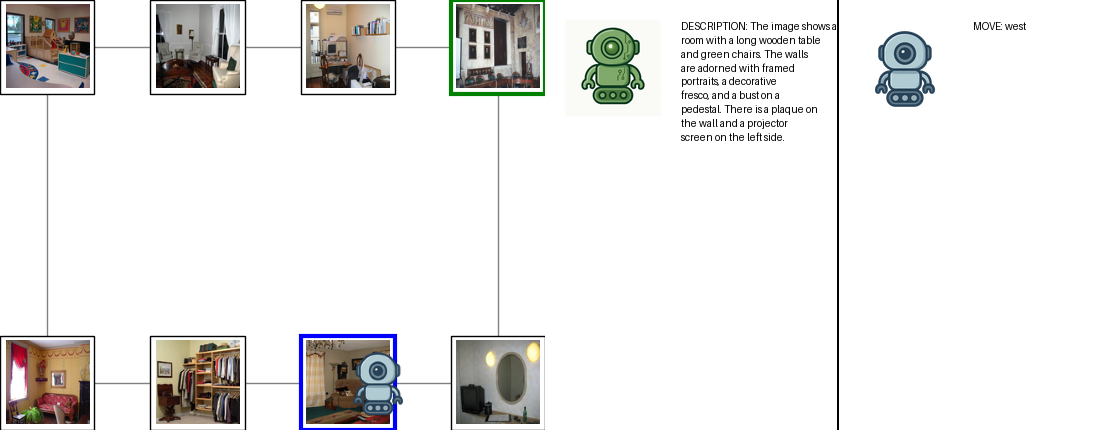 DESCRIPTION: The image shows a
room with a long wooden table
and green chairs. The walls
are adorned with framed
portraits, a decorative
fresco, and a bust on a
pedestal. There is a plaque on
the wall and a projector
screen on the left side.
MOVE: west